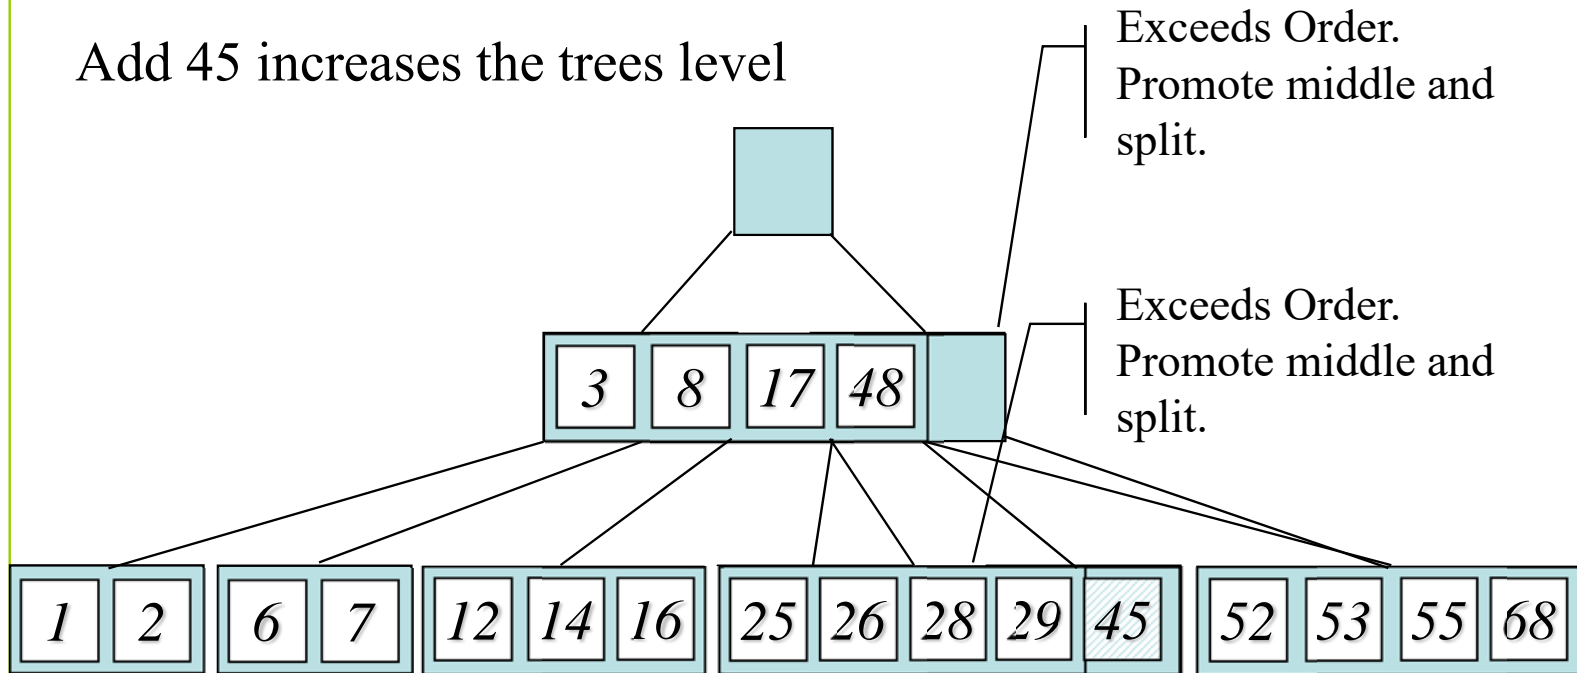 Add 45 increases the trees level
Exceeds Order.
Promote middle and
split.
3 8 17 48
Exceeds Order.
Promote middle and
split.
1 2 6 7 12 14 16 25 26 28 29 45 52 53 55 68